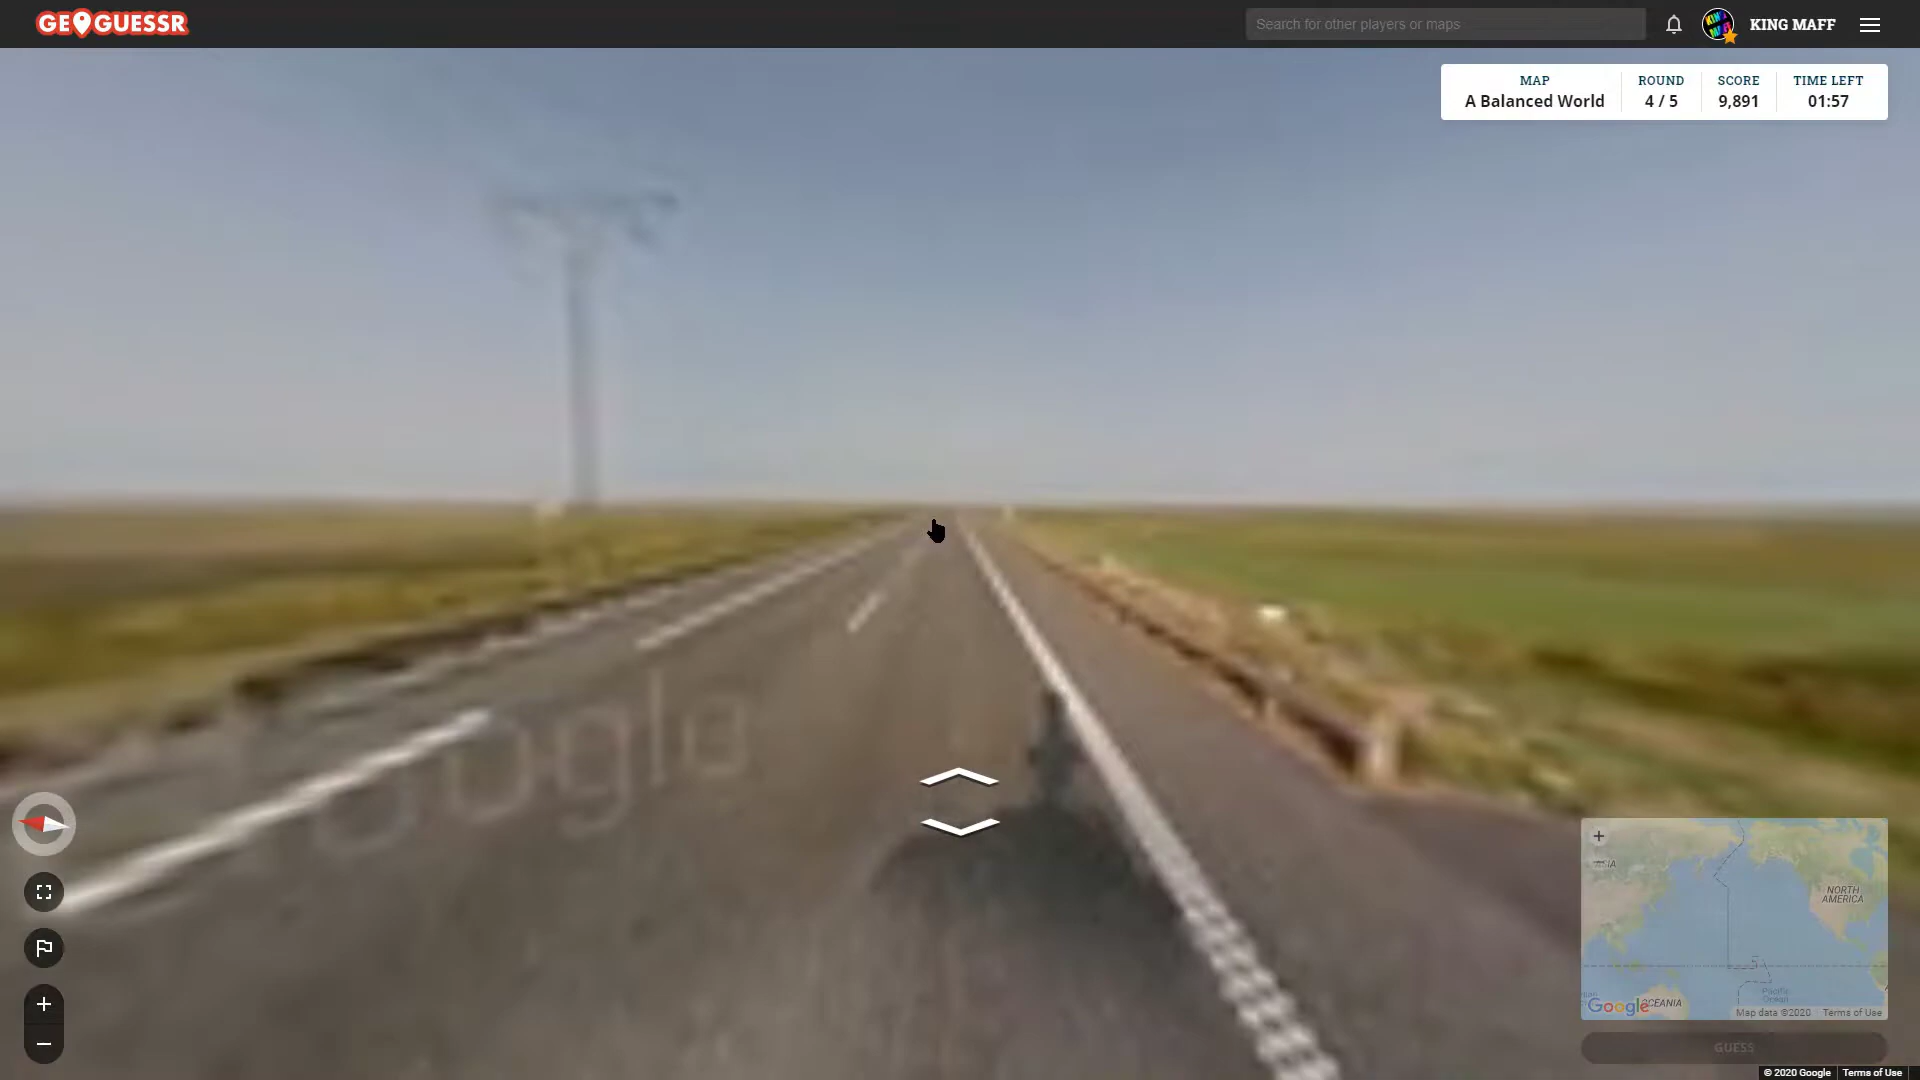 GEOGUESSR
Search for other players or maps
KING MAFF
MAP
A Balanced World
ROUND
4 / 5
SCORE
9,891
TIME LEFT
01:57
NORTH
AMERICA
Pacific
Ocean
OCEANIA
Google
Map data ©2020 Terms of Use
GUESS
© 2020 Google Terms of Use